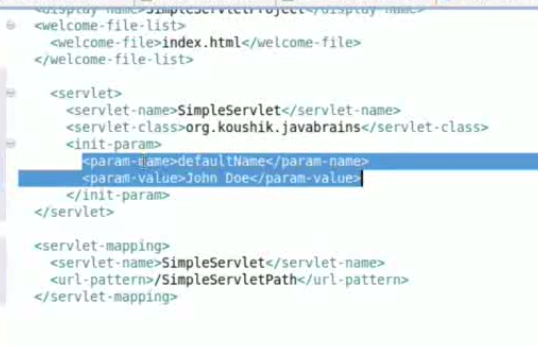 <display-name>SimpleServletProject</display-name>
<welcome-file-list>
<welcome-file>index.html</welcome-file>
</welcome-file-list>
<servlet>
<servlet-name>SimpleServlet</servlet-name>
<servlet-class>org.koushik.javabrains</servlet-class>
<init-param>
<param-name>defaultName</param-name>
<param-value>John Doe</param-value>
</init-param>
</servlet>
<servlet-mapping>
<servlet-name>SimpleServlet</servlet-name>
<url-pattern>/SimpleServletPath</url-pattern>
</servlet-mapping>